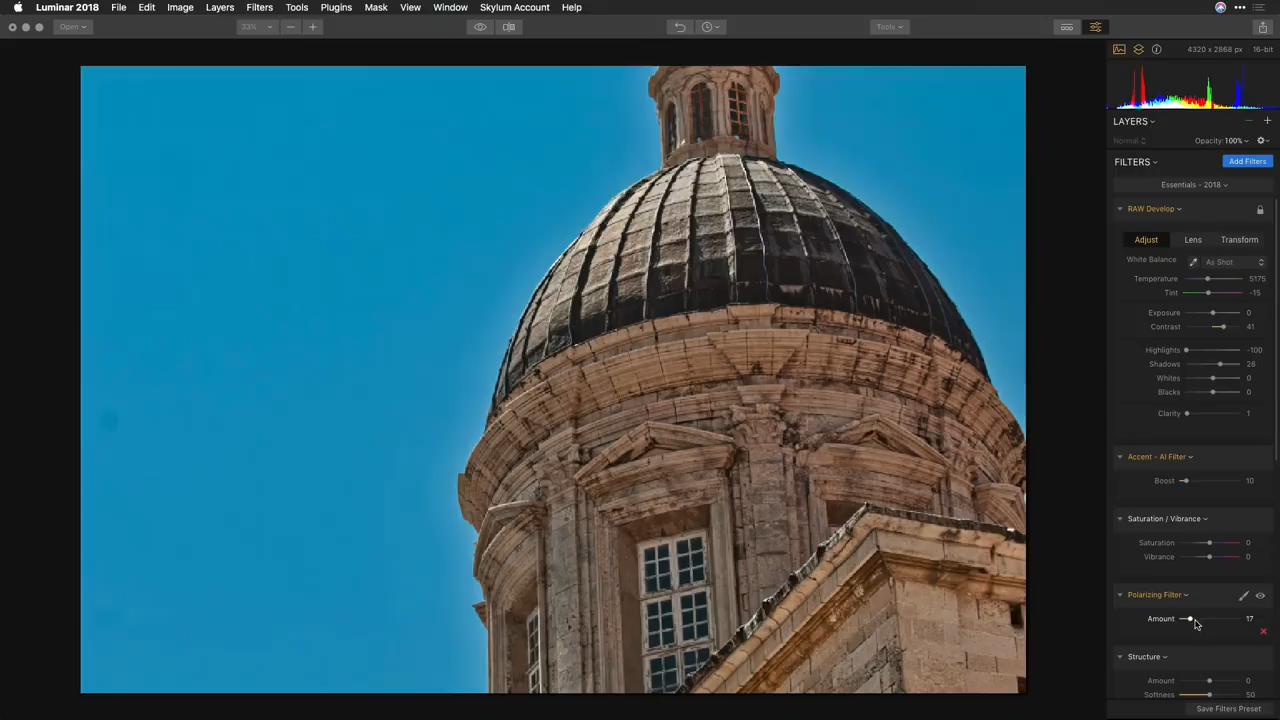 Luminar 2018 File Edit Image Layers Filters Tools Plugins Mask View Window Skylum Account Help
Open 33% Tools
4320 x 2868 px 16-bit
LAYERS
Normal Opacity: 100%
FILTERS Add Filters
Essentials - 2018
RAW Develop
Adjust Lens Transform
White Balance As Shot
Temperature 5175
Tint -15
Exposure 0
Contrast 41
Highlights -100
Shadows 28
Whites 0
Blacks 0
Clarity 1
Accent - AI Filter
Boost 10
Saturation / Vibrance
Saturation 0
Vibrance 0
Polarizing Filter
Amount 17
Structure
Amount 0
Softness 50
Save Filters Preset